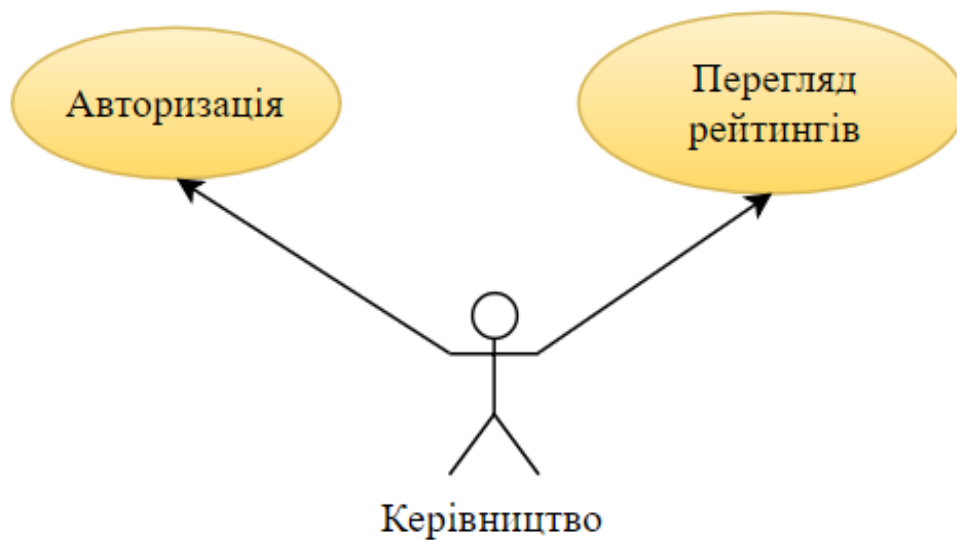 Авторизація
Перегляд
рейтингів
Керівництво